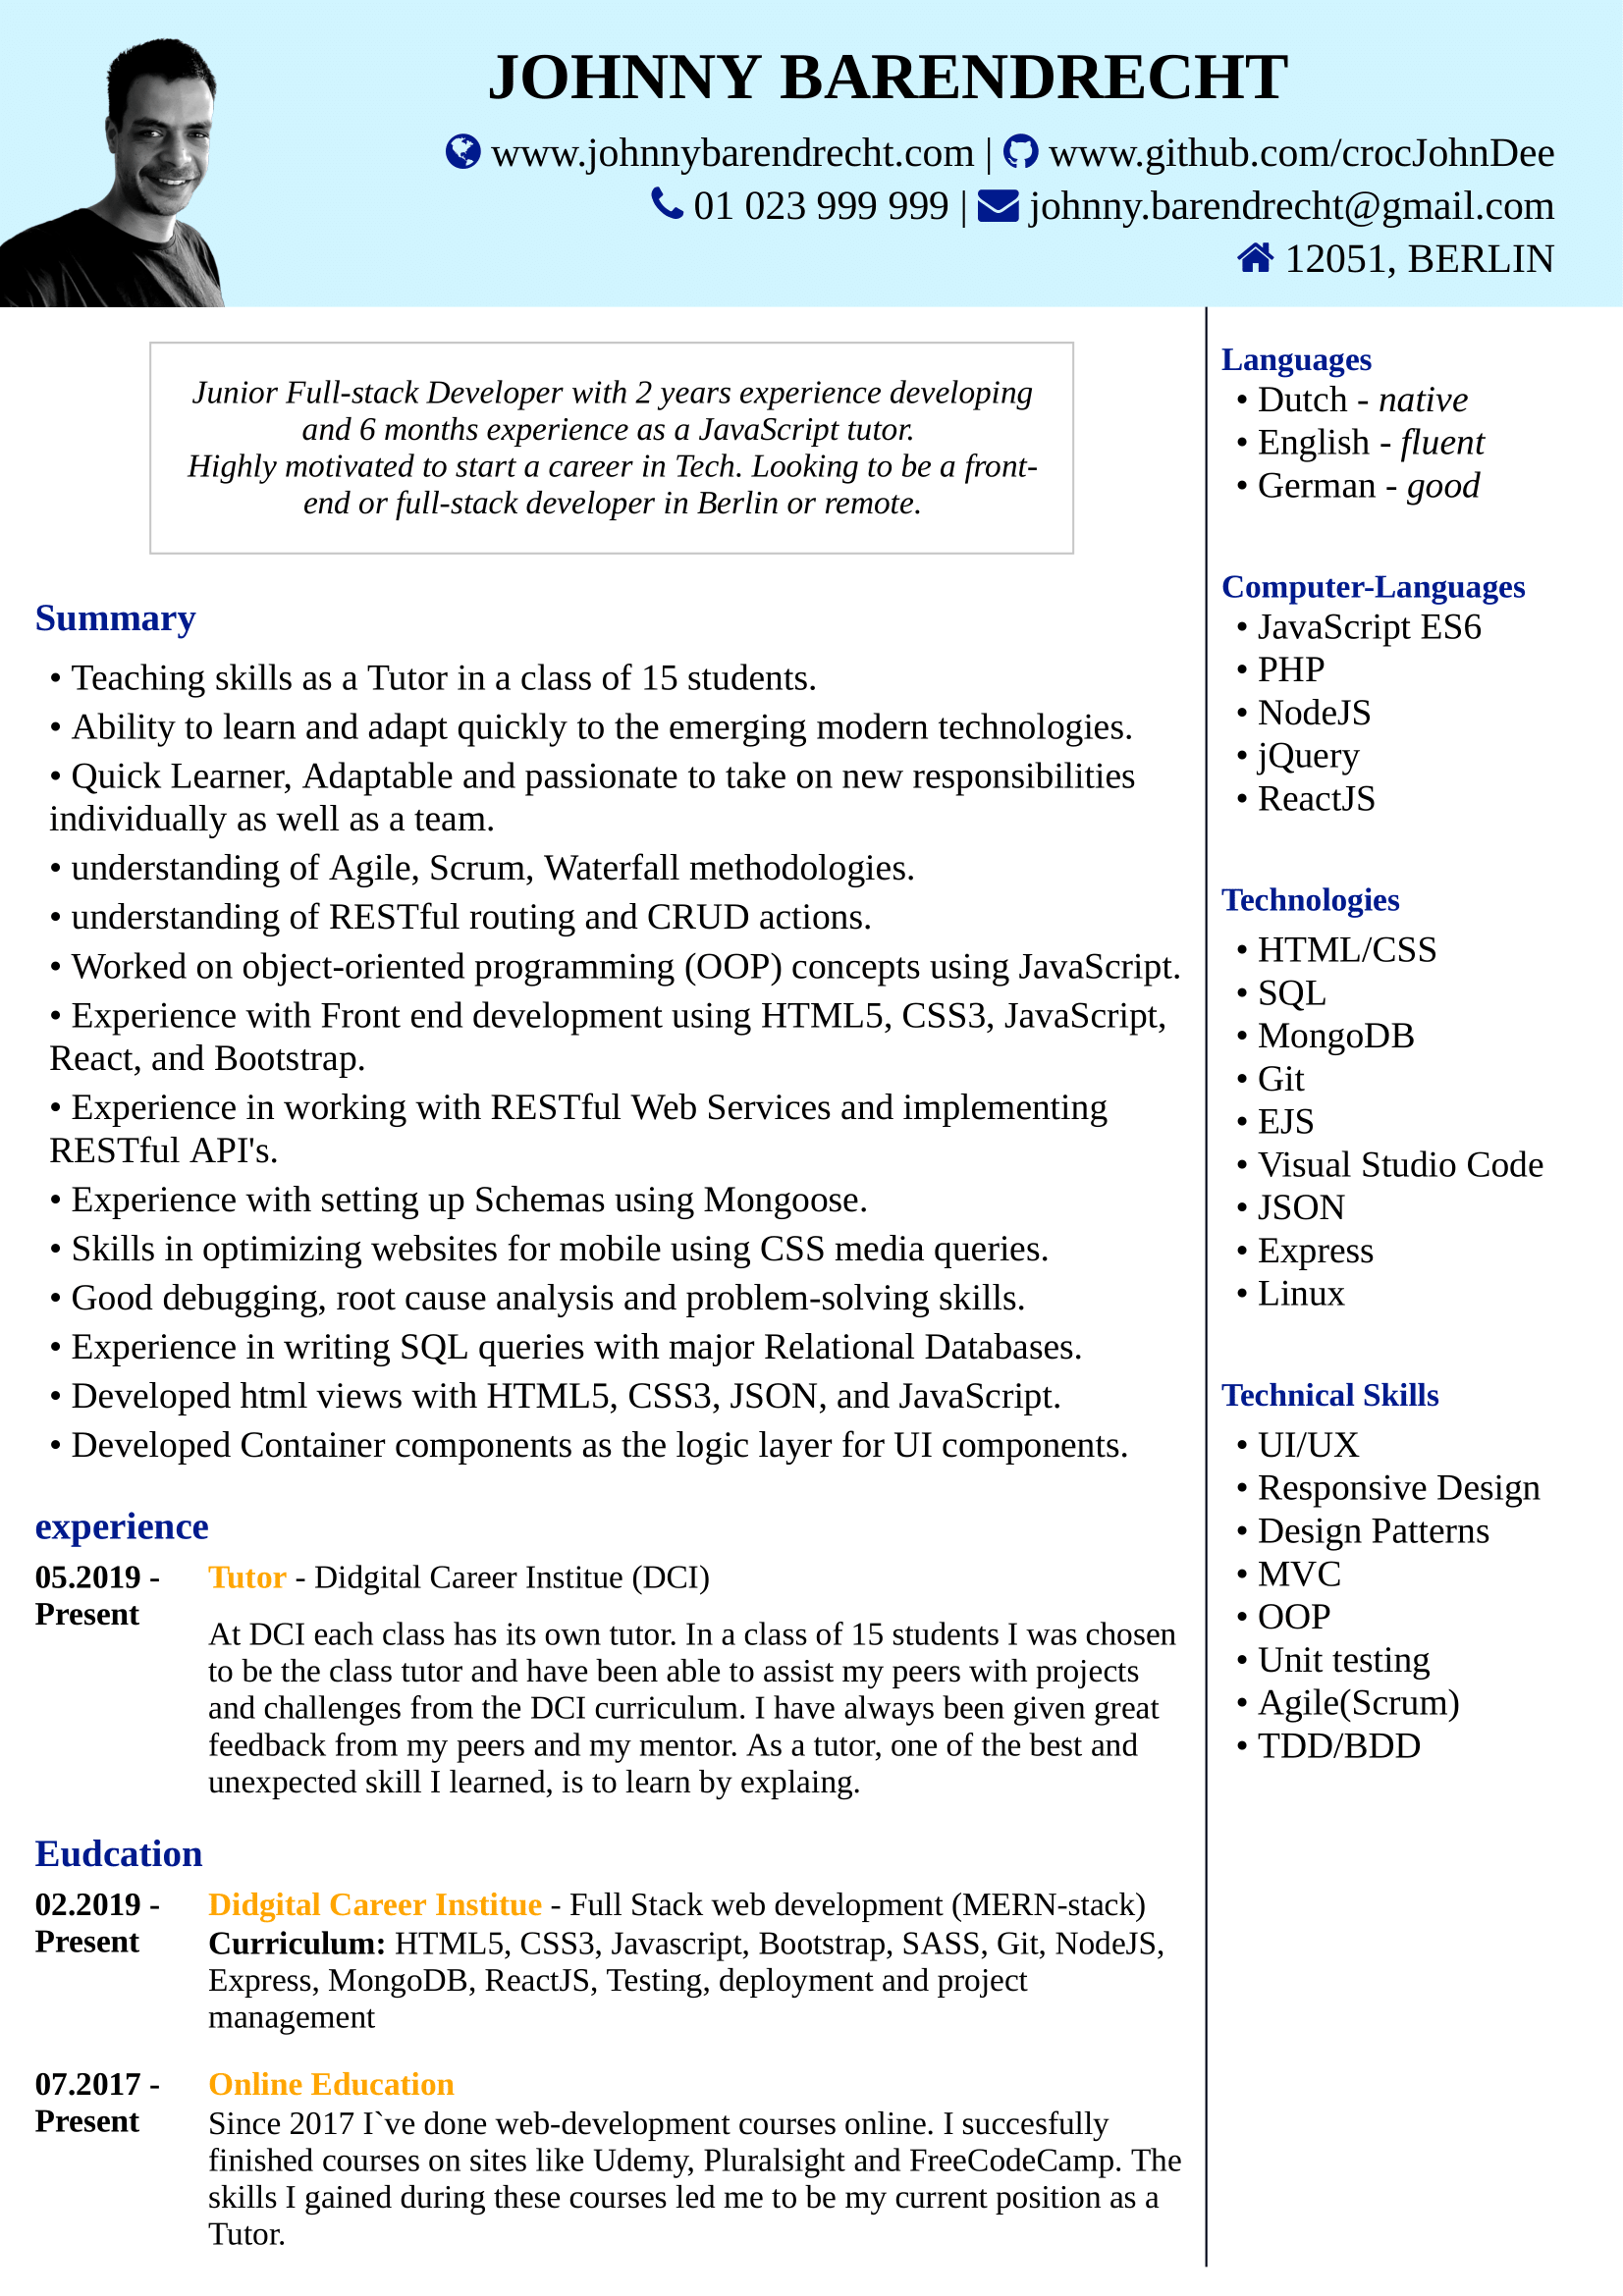 JOHNNY BARENDRECHT
www.johnnybarendrecht.com | www.github.com/crocJohnDee
01 023 999 999 | johnny.barendrecht@gmail.com
12051, BERLIN
Junior Full-stack Developer with 2 years experience developing
and 6 months experience as a JavaScript tutor.
Highly motivated to start a career in Tech. Looking to be a front-
end or full-stack developer in Berlin or remote.
Summary
• Teaching skills as a Tutor in a class of 15 students.
• Ability to learn and adapt quickly to the emerging modern technologies.
• Quick Learner, Adaptable and passionate to take on new responsibilities
individually as well as a team.
• understanding of Agile, Scrum, Waterfall methodologies.
• understanding of RESTful routing and CRUD actions.
• Worked on object-oriented programming (OOP) concepts using JavaScript.
• Experience with Front end development using HTML5, CSS3, JavaScript,
React, and Bootstrap.
• Experience in working with RESTful Web Services and implementing
RESTful API's.
• Experience with setting up Schemas using Mongoose.
• Skills in optimizing websites for mobile using CSS media queries.
• Good debugging, root cause analysis and problem-solving skills.
• Experience in writing SQL queries with major Relational Databases.
• Developed html views with HTML5, CSS3, JSON, and JavaScript.
• Developed Container components as the logic layer for UI components.
experience
05.2019 -
Present
Tutor - Didgital Career Institue (DCI)
At DCI each class has its own tutor. In a class of 15 students I was chosen
to be the class tutor and have been able to assist my peers with projects
and challenges from the DCI curriculum. I have always been given great
feedback from my peers and my mentor. As a tutor, one of the best and
unexpected skill I learned, is to learn by explaing.
Eudcation
02.2019 -
Present
Didgital Career Institue - Full Stack web development (MERN-stack)
Curriculum: HTML5, CSS3, Javascript, Bootstrap, SASS, Git, NodeJS,
Express, MongoDB, ReactJS, Testing, deployment and project
management
07.2017 -
Present
Online Education
Since 2017 I`ve done web-development courses online. I succesfully
finished courses on sites like Udemy, Pluralsight and FreeCodeCamp. The
skills I gained during these courses led me to be my current position as a
Tutor.
Languages
• Dutch - native
• English - fluent
• German - good
Computer-Languages
• JavaScript ES6
• PHP
• NodeJS
• jQuery
• ReactJS
Technologies
• HTML/CSS
• SQL
• MongoDB
• Git
• EJS
• Visual Studio Code
• JSON
• Express
• Linux
Technical Skills
• UI/UX
• Responsive Design
• Design Patterns
• MVC
• OOP
• Unit testing
• Agile(Scrum)
• TDD/BDD